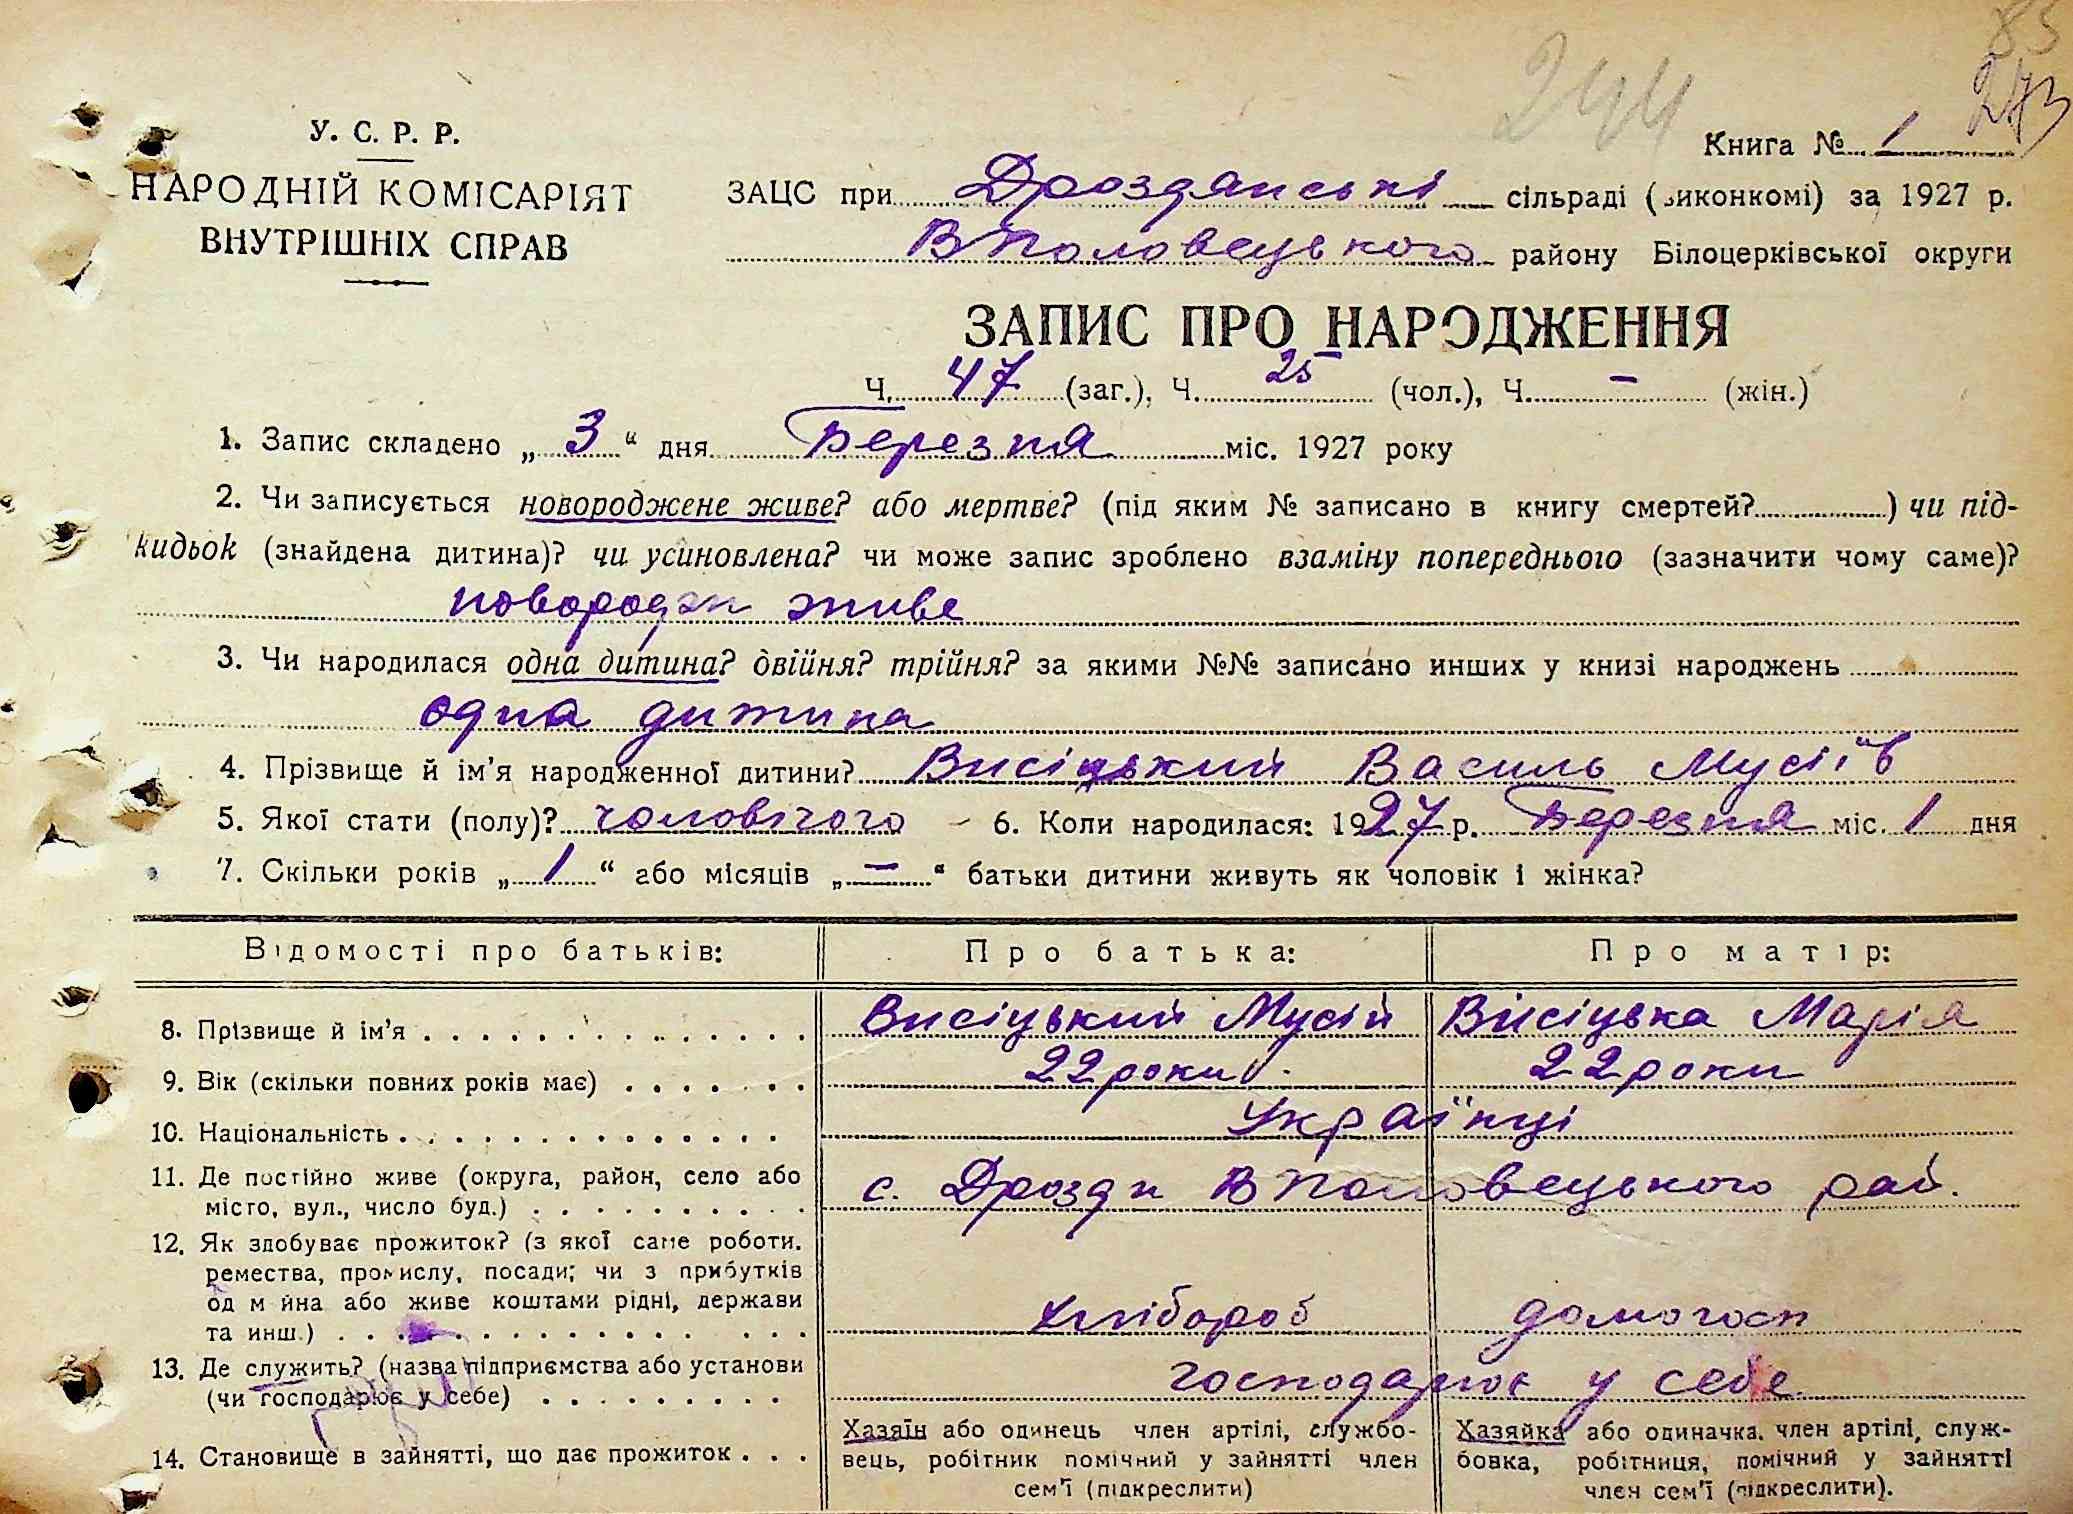 85
244
273
У. С. Р. Р.
Книга № 1
НАРОДНІЙ КОМІСАРІЯТ
ВНУТРІШНІХ СПРАВ
ЗАЦС при Дроздянські сільраді (виконкомі) за 1927 р.
ВПоловецького району Білоцерківської округи
ЗАПИС ПРО НАРОДЖЕННЯ
Ч. 47 (заг.), Ч. 25 (чол.), Ч. — (жін.)
1. Запис складено „ 3 “ дня Березня міс. 1927 року
2. Чи записується новороджене живе? або мертве? (під яким № записано в книгу смертей? ) чи під-
кидьок (знайдена дитина)? чи усиновлена? чи може запис зроблено взаміну попереднього (зазначити чому саме)?
новородж живе
3. Чи народилася одна дитина? двійня? трійня? за якими №№ записано инших у книзі народжень
одна дитина
4. Прізвище й ім’я народженної дитини? Висіцький Василь Мусіїв
5. Якої стати (полу)? чоловічого 6. Коли народилася: 1927 р. Березня міс. 1 дня
7. Скільки років „ 1 “ або місяців „ — “ батьки дитини живуть як чоловік і жінка?
Відомості про батьків: Про батька: Про матір:
8. Прізвище й ім’я Висіцький Мусій Висіцька Марія
9. Вік (скільки повних років має) 22 роки 22 роки
10. Національність Українці
11. Де постійно живе (округа, район, село або
місто, вул., число буд.) с. Дрозди ВПоловецького рай.
12. Як здобуває прожиток? (з якої саме роботи.
ремества, промислу, посади; чи з прибутків
од майна або живе коштами рідні, держави
та инш.) Хлібороб домогосп
13. Де служить? (назва підприємства або установи
(чи господарює у себе) господарює у себе
14. Становище в зайнятті, що дає прожиток
Хазяїн або одинець член артілі, службо-
вець, робітник помічний у зайнятті член
сем’ї (підкреслити)
Хазяйка або одиначка. член артілі, служ-
бовка, робітниця, помічний у зайнятті
член сем’ї (підкреслити).